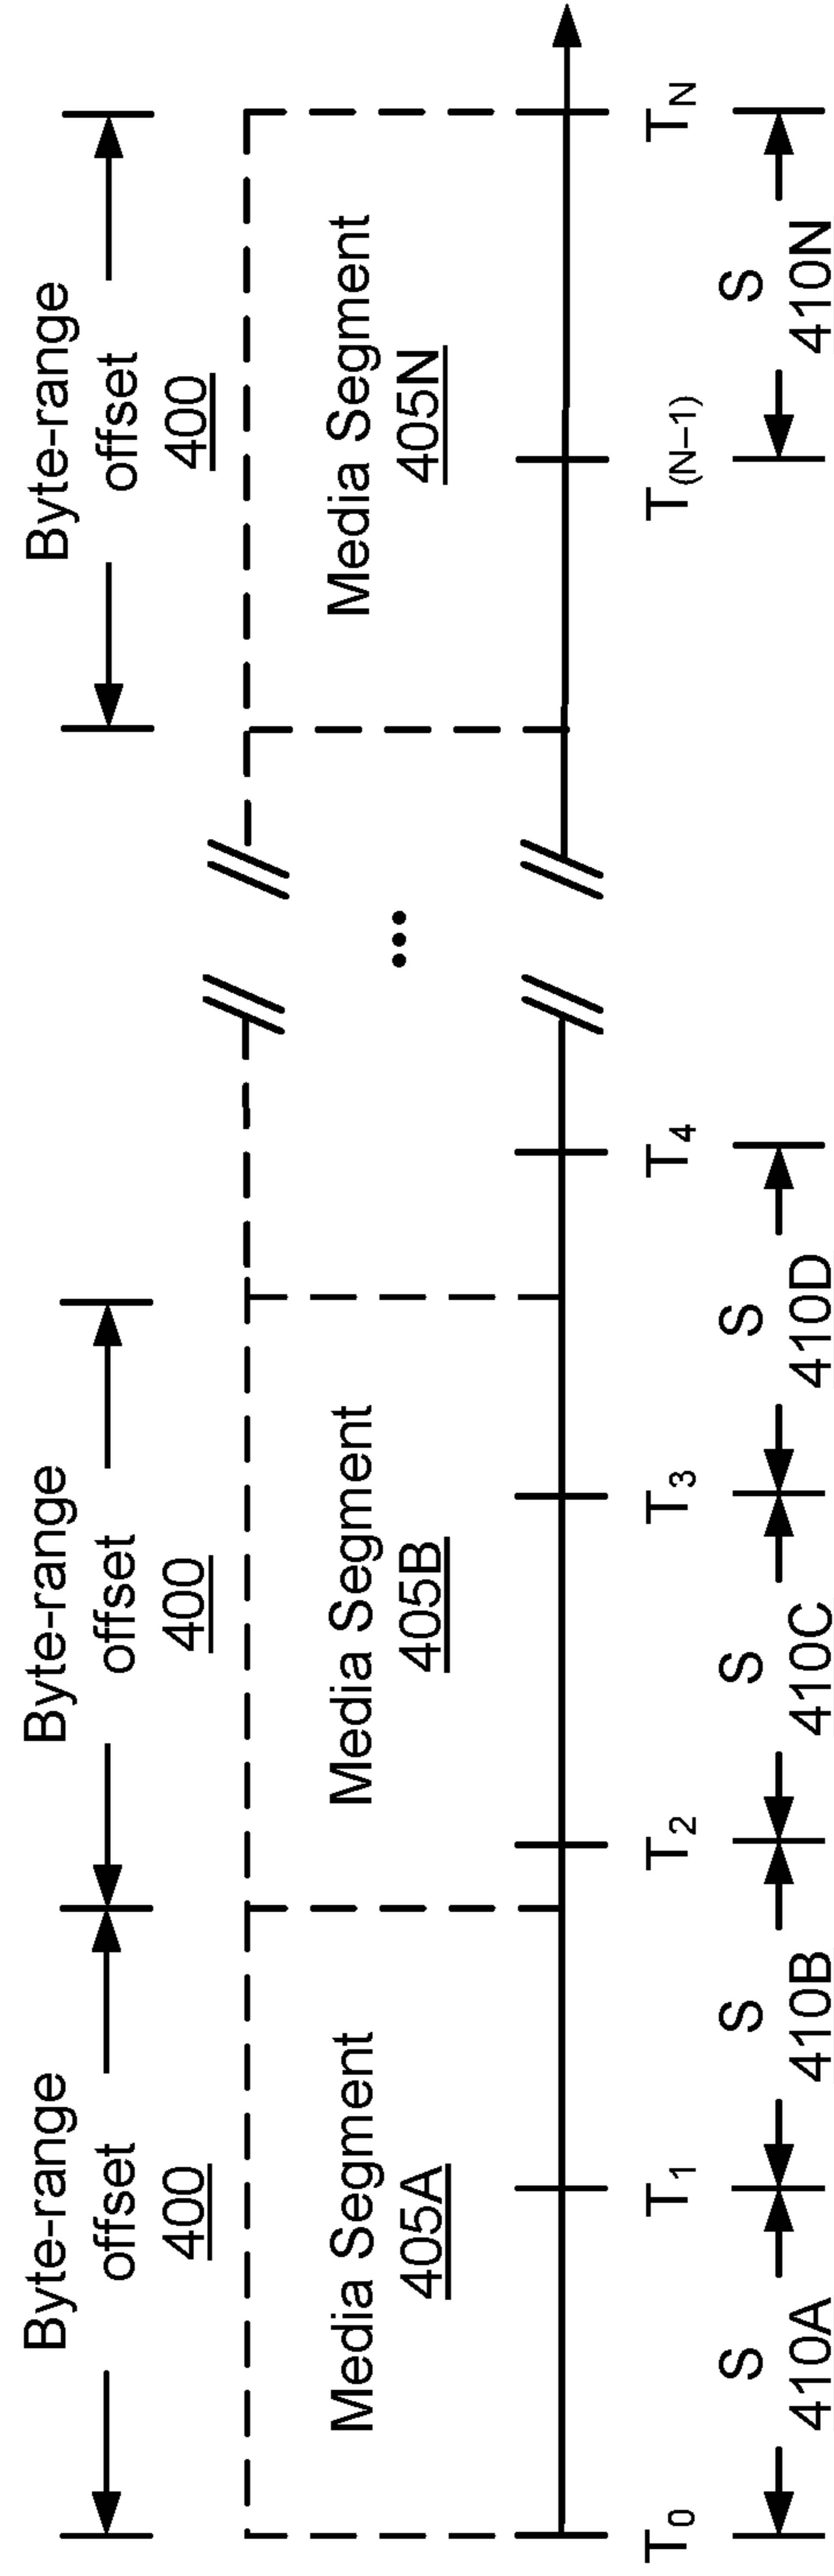 Byte-range
offset
400
Byte-range
offset
400
Byte-range
offset
400
Media Segment
405A
Media Segment
405B
...
Media Segment
405N
T0
T1
T2
T3
T4
T(N–1)
TN
S
410A
S
410B
S
410C
S
410D
S
410N